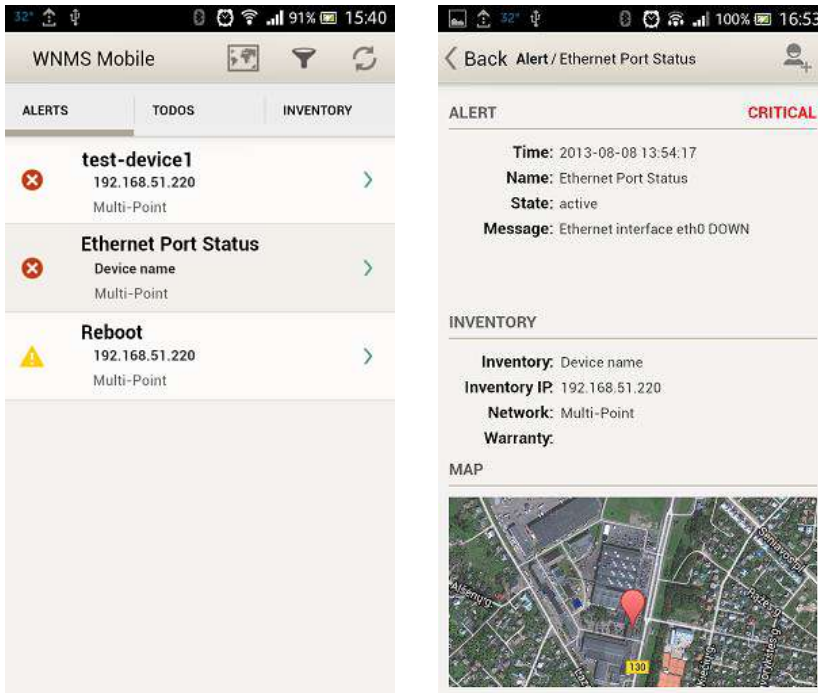 32° 91% 15:40
WNMS Mobile
ALERTS TODOS INVENTORY
test-device1
192.168.51.220
Multi-Point
Ethernet Port Status
Device name
Multi-Point
Reboot
192.168.51.220
Multi-Point
32° 100% 16:53
Back Alert / Ethernet Port Status
ALERT CRITICAL
Time: 2013-08-08 13:54:17
Name: Ethernet Port Status
State: active
Message: Ethernet interface eth0 DOWN
INVENTORY
Inventory: Device name
Inventory IP: 192.168.51.220
Network: Multi-Point
Warranty:
MAP
Seniavos pl.
Alšėnų g.
Ražės g.
130